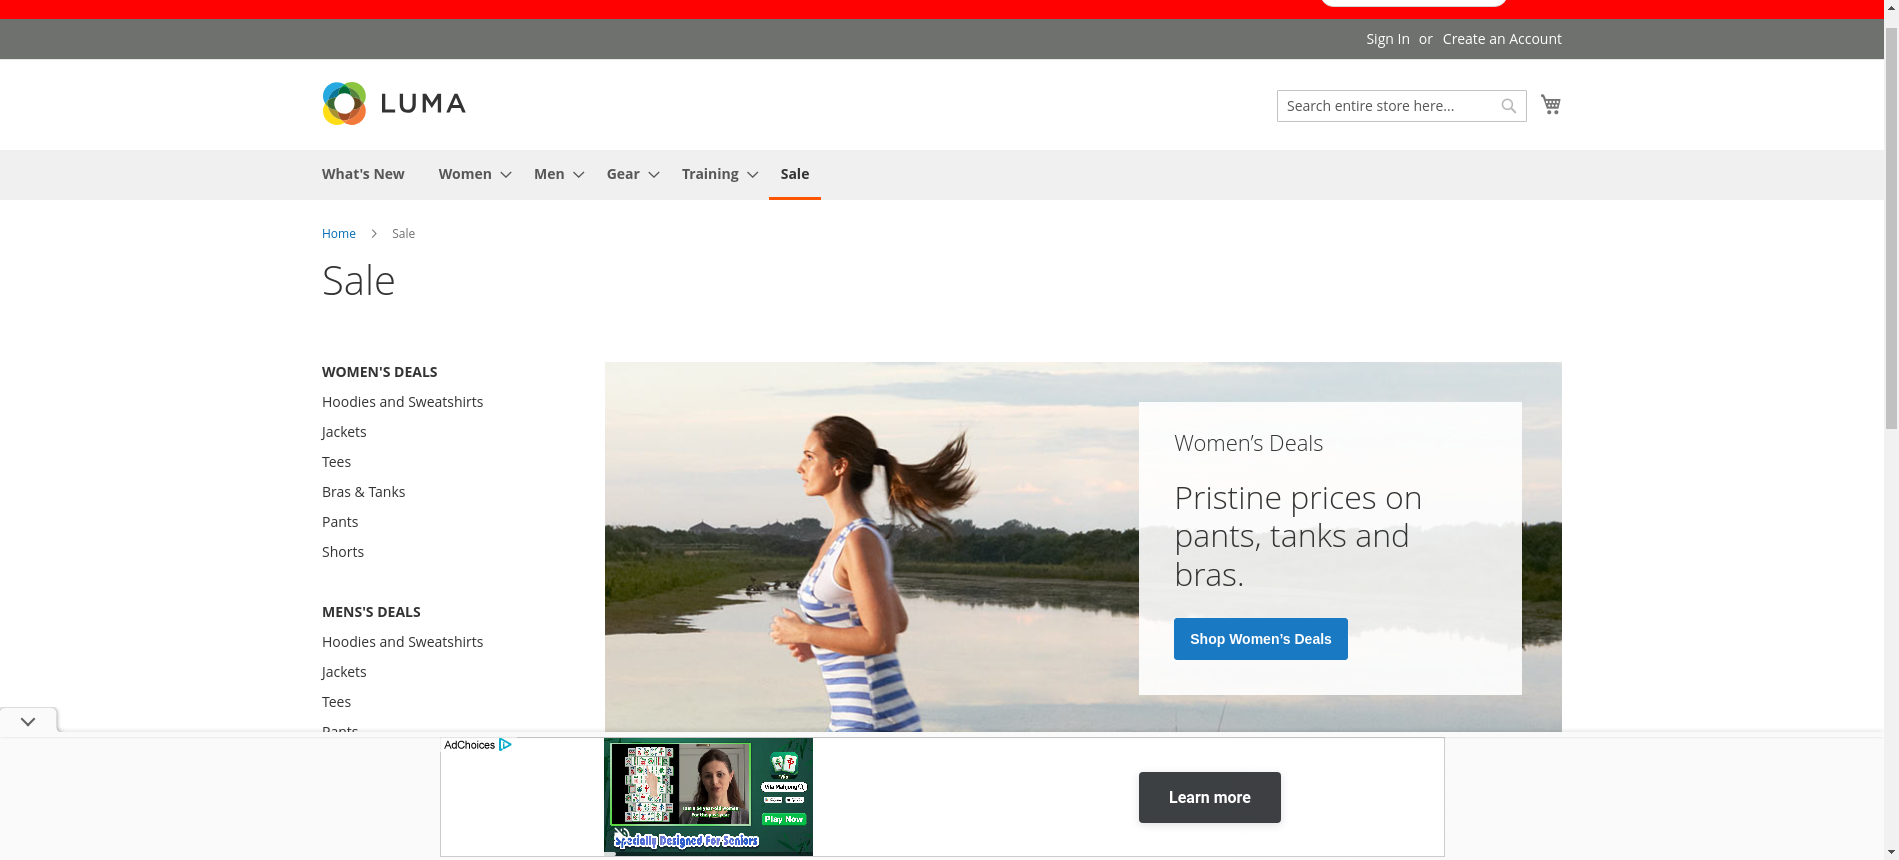 Sign In or Create an Account
LUMA
Search entire store here...
What's New Women Men Gear Training Sale
Home Sale
Sale
WOMEN'S DEALS
Hoodies and Sweatshirts
Jackets
Tees
Bras & Tanks
Pants
Shorts
MENS'S DEALS
Hoodies and Sweatshirts
Jackets
Tees
Pants
Women's Deals
Pristine prices on
pants, tanks and
bras.
Shop Women's Deals
AdChoices
Vita Mahjong
Play Now
Specially Designed For Seniors
Learn more